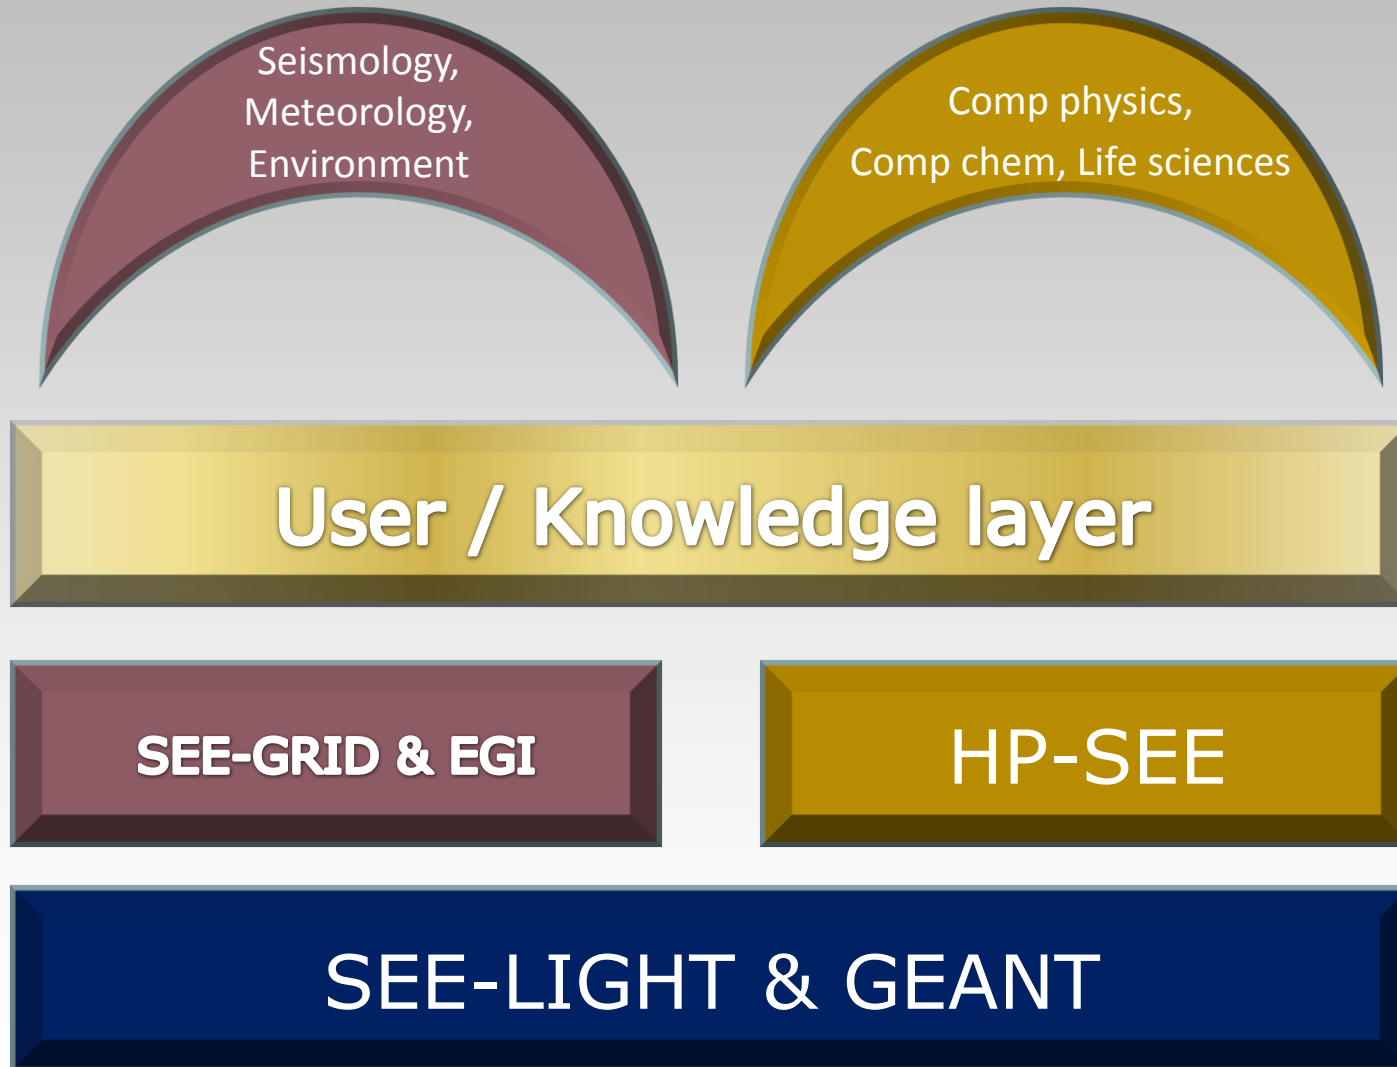 Seismology,
Meteorology,
Environment
Comp physics,
Comp chem, Life sciences
User / Knowledge layer
SEE-GRID & EGI
HP-SEE
SEE-LIGHT & GEANT